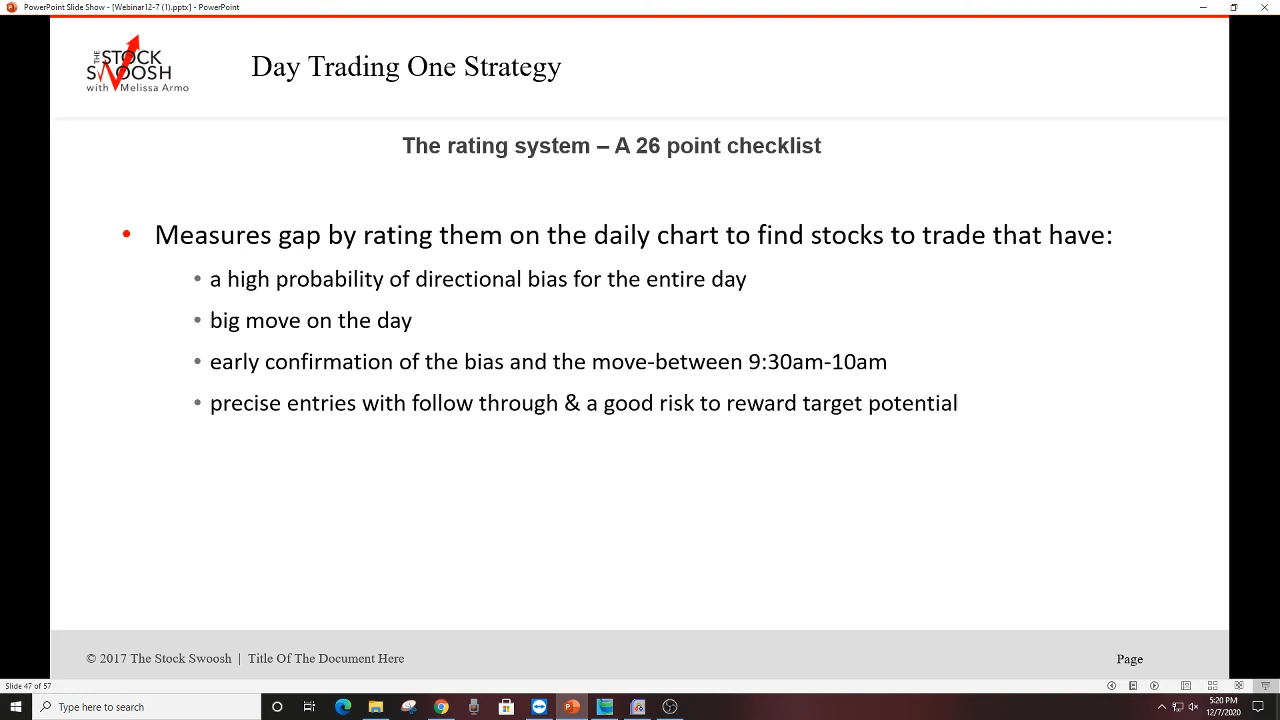 PowerPoint Slide Show - [Webinar12-7 (1).pptx] - PowerPoint
THE STOCK
SWOOSH
with Melissa Armo
Day Trading One Strategy
The rating system – A 26 point checklist
• Measures gap by rating them on the daily chart to find stocks to trade that have:
• a high probability of directional bias for the entire day
• big move on the day
• early confirmation of the bias and the move-between 9:30am-10am
• precise entries with follow through & a good risk to reward target potential
© 2017 The Stock Swoosh | Title Of The Document Here
Page
Slide 47 of 57
Type here to search
5:20 PM
12/7/2020